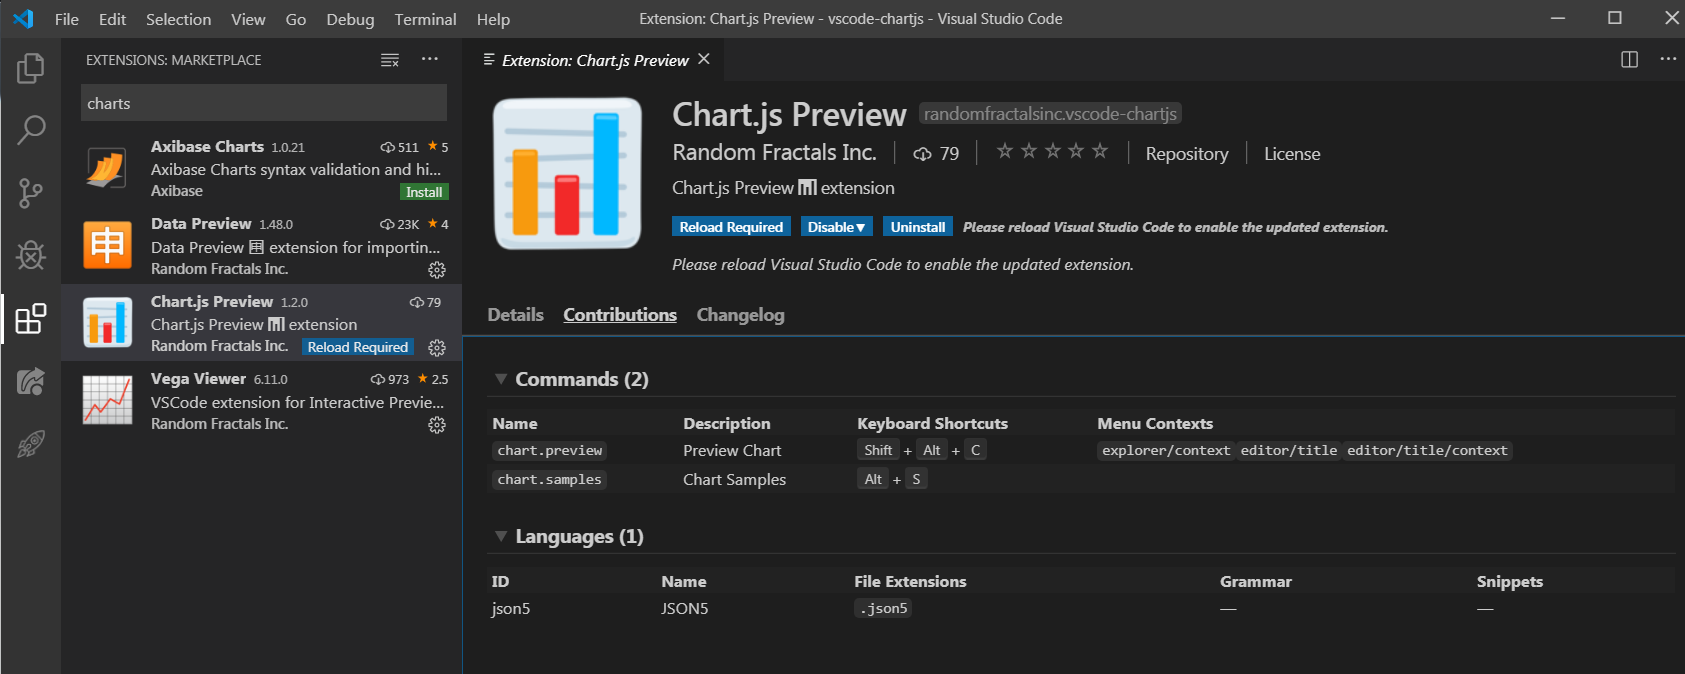 File Edit Selection View Go Debug Terminal Help
Extension: Chart.js Preview - vscode-chartjs - Visual Studio Code
EXTENSIONS: MARKETPLACE
charts
Axibase Charts 1.0.21 511 ★ 5
Axibase Charts syntax validation and hi...
Axibase Install
申
Data Preview 1.48.0 23K ★ 4
Data Preview 🈸 extension for importin...
Random Fractals Inc.
Chart.js Preview 1.2.0 79
Chart.js Preview 📊 extension
Random Fractals Inc. Reload Required
Vega Viewer 6.11.0 973 ★ 2.5
VSCode extension for Interactive Previe...
Random Fractals Inc.
Extension: Chart.js Preview
Chart.js Preview randomfractalsinc.vscode-chartjs
Random Fractals Inc. 79 ☆☆☆☆☆ Repository License
Chart.js Preview 📊 extension
Reload Required Disable▼ Uninstall Please reload Visual Studio Code to enable the updated extension.
Please reload Visual Studio Code to enable the updated extension.
Details Contributions Changelog
Commands (2)
Name Description Keyboard Shortcuts Menu Contexts
chart.preview Preview Chart Shift + Alt + C explorer/context editor/title editor/title/context
chart.samples Chart Samples Alt + S
Languages (1)
ID Name File Extensions Grammar Snippets
json5 JSON5 .json5 — —